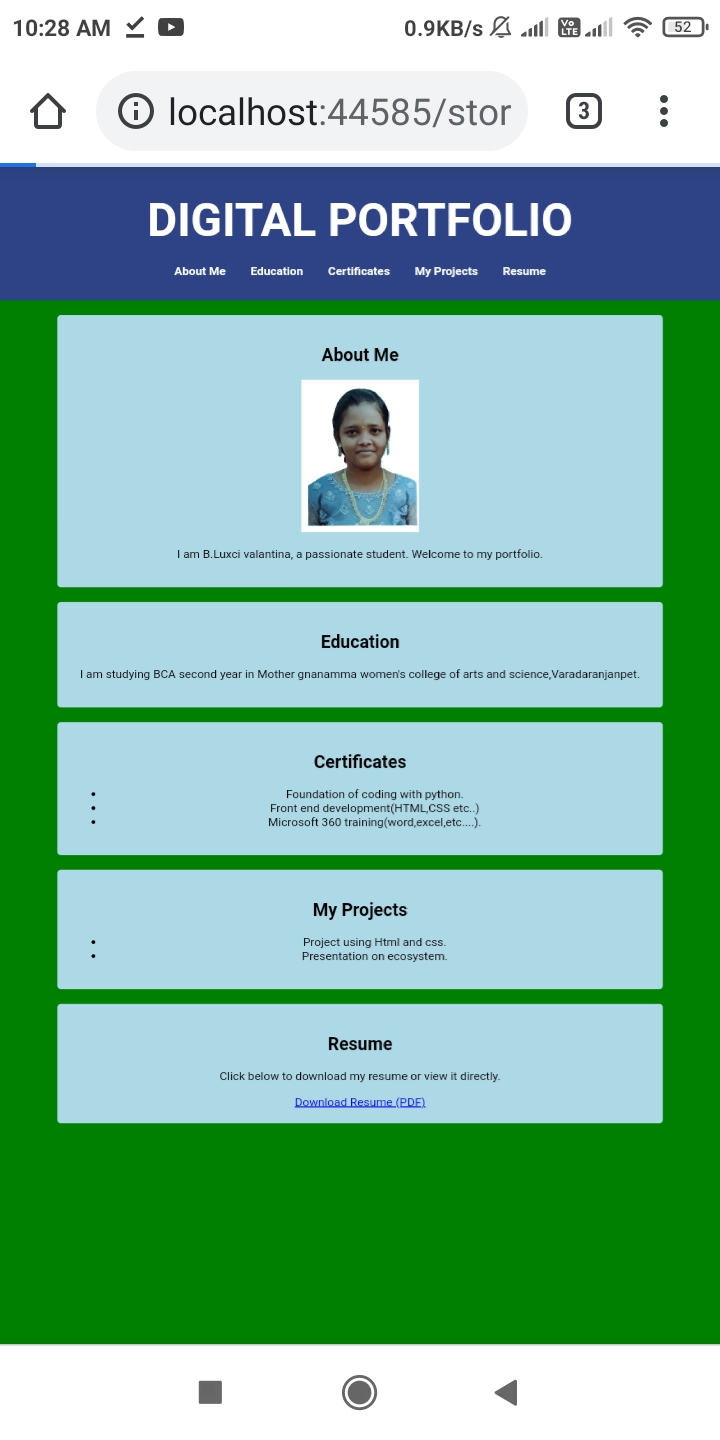 10:28 AM 0.9KB/s Vo LTE 52
localhost:44585/stor 3
DIGITAL PORTFOLIO
About Me Education Certificates My Projects Resume
About Me
I am B.Luxci valantina, a passionate student. Welcome to my portfolio.
Education
I am studying BCA second year in Mother gnanamma women's college of arts and science,Varadaranjanpet.
Certificates
• Foundation of coding with python.
• Front end development(HTML,CSS etc..)
• Microsoft 360 training(word,excel,etc....).
My Projects
• Project using Html and css.
• Presentation on ecosystem.
Resume
Click below to download my resume or view it directly.
Download Resume (PDF)